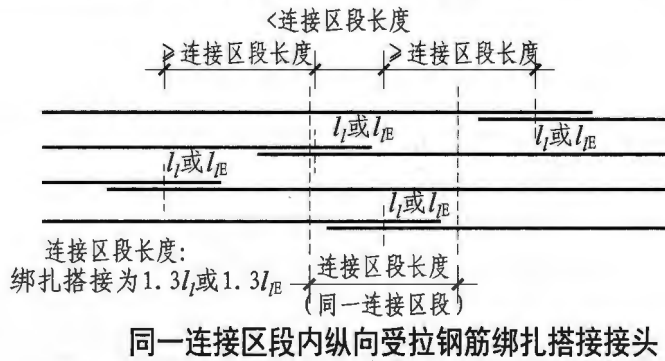 <连接区段长度
≥连接区段长度 ≥连接区段长度
l_l或l_lE l_l或l_lE
l_l或l_lE
l_l或l_lE
连接区段长度:
绑扎搭接为1.3l_l或1.3l_lE 连接区段长度
(同一连接区段)
同一连接区段内纵向受拉钢筋绑扎搭接接头